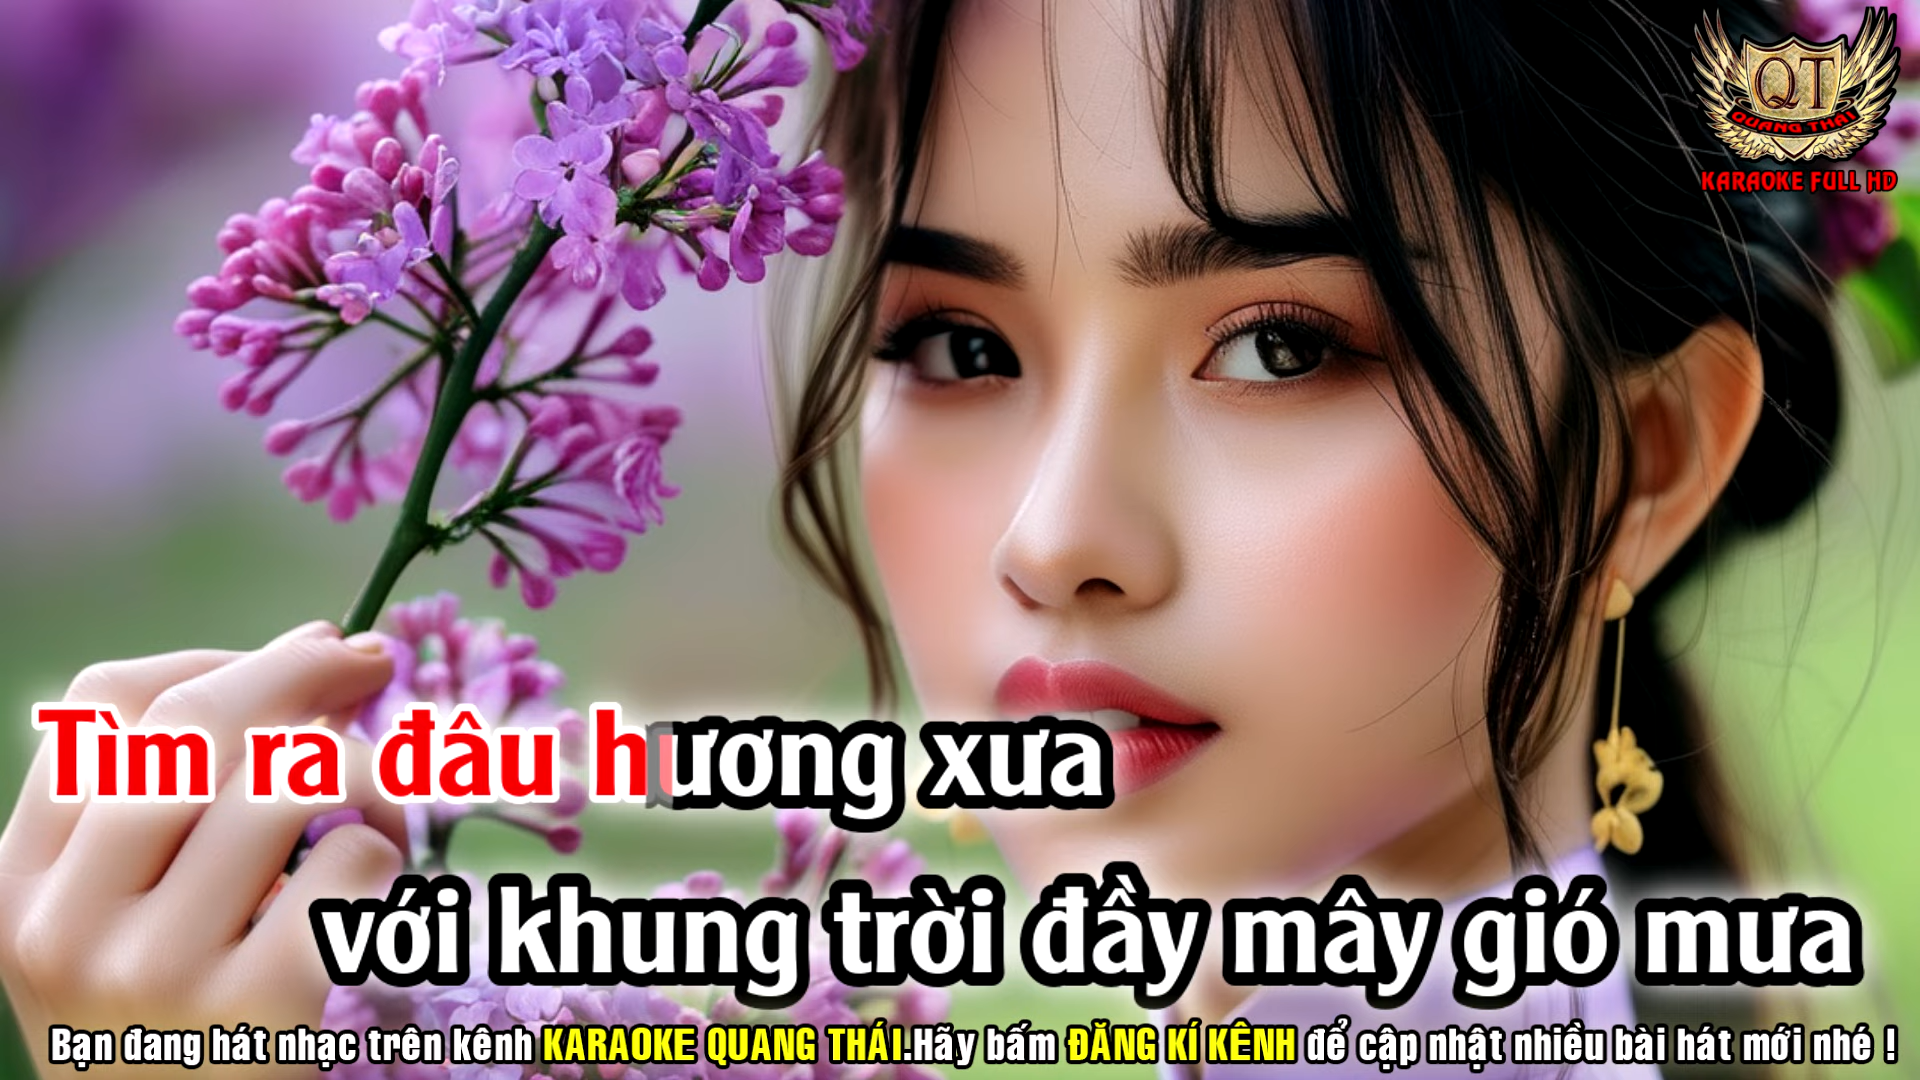 QT
QUANG THÁI
KARAOKE FULL HD
Tìm ra đâu hương xưa
với khung trời đầy mây gió mưa
Bạn đang hát nhạc trên kênh KARAOKE QUANG THÁI.Hãy bấm ĐĂNG KÍ KÊNH để cập nhật nhiều bài hát mới nhé !